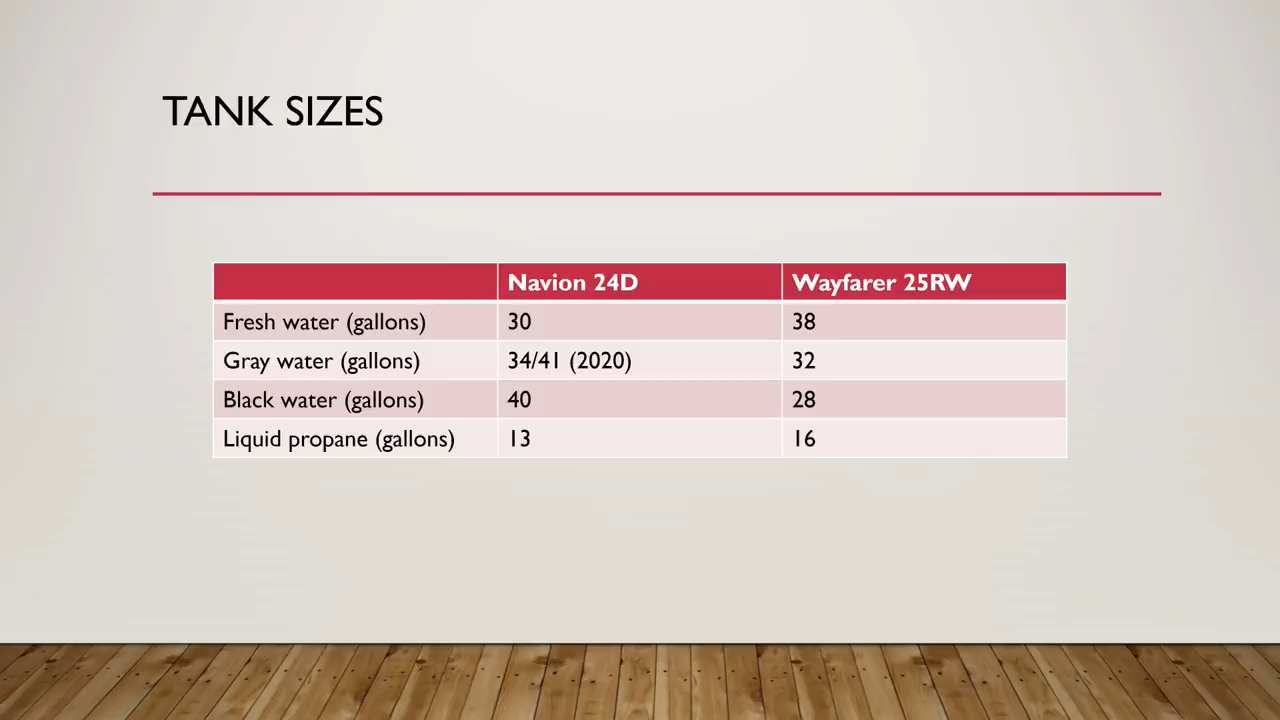 TANK SIZES
Navion 24D Wayfarer 25RW
Fresh water (gallons) 30 38
Gray water (gallons) 34/41 (2020) 32
Black water (gallons) 40 28
Liquid propane (gallons) 13 16